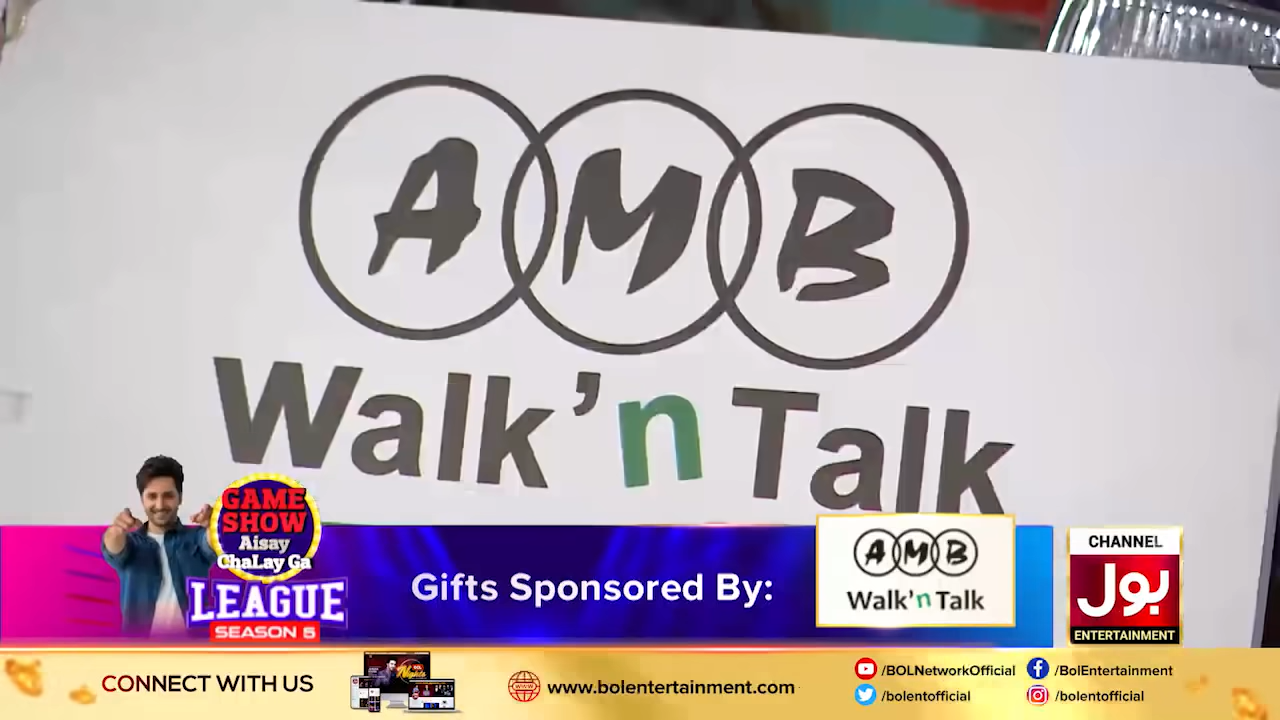 AMB
Walk'n Talk
GAME
SHOW
Aisay
ChaLay Ga
LEAGUE
SEASON 5
Gifts Sponsored By:
AMB
Walk'n Talk
CHANNEL
بول
ENTERTAINMENT
CONNECT WITH US
WWW
www.bolentertainment.com
/BOLNetworkOfficial
/BolEntertainment
/bolentofficial
/bolentofficial